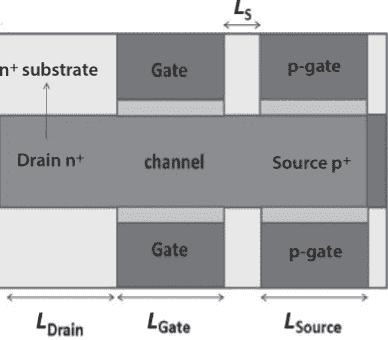 L_S
n⁺ substrate
Gate
p-gate
Drain n⁺
channel
Source p⁺
Gate
p-gate
L_Drain
L_Gate
L_Source